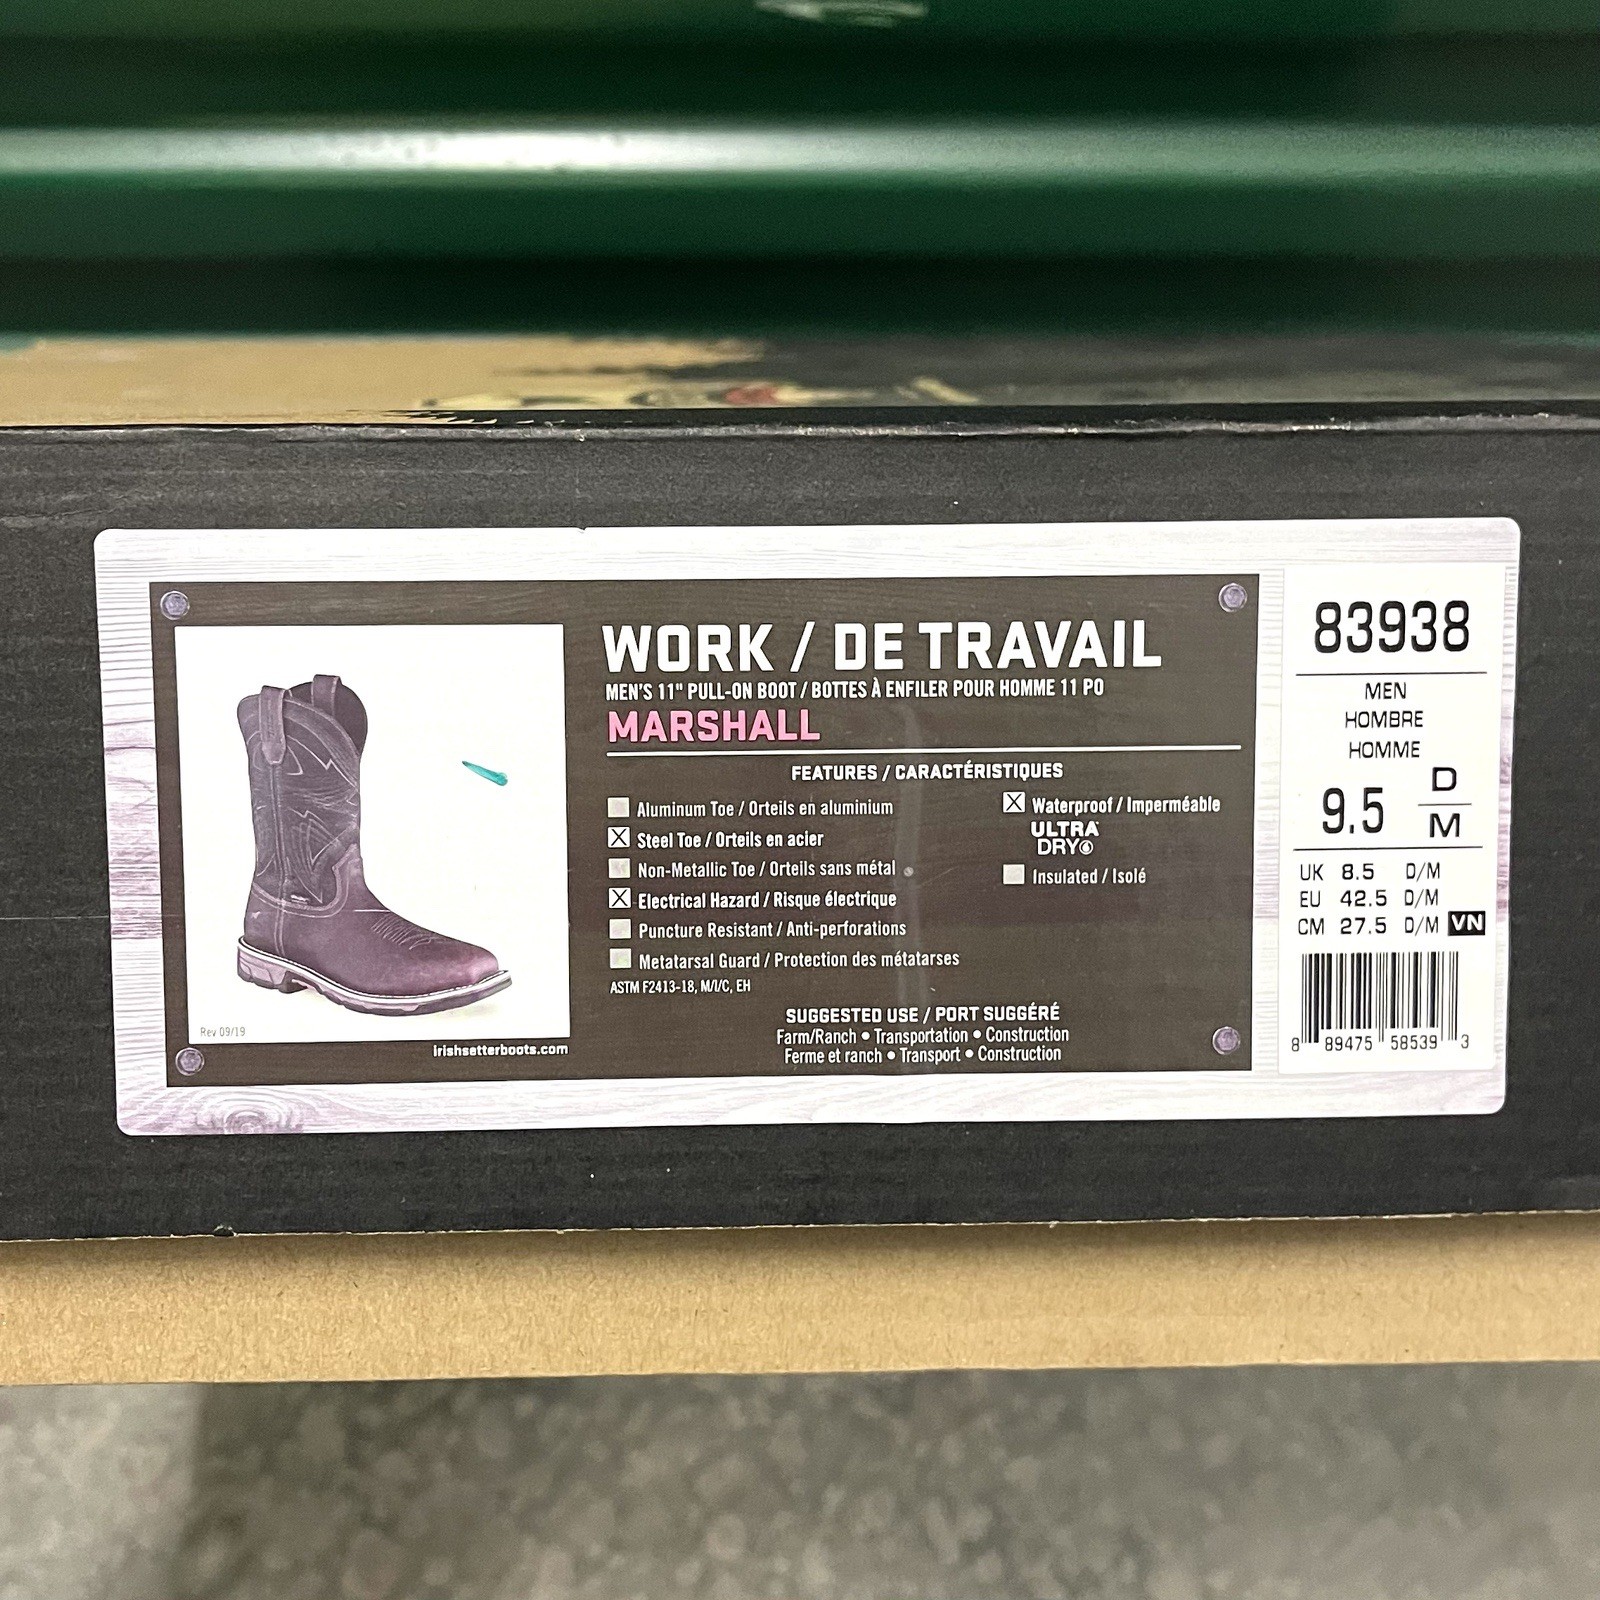 WORK / DE TRAVAIL
MEN'S 11" PULL-ON BOOT / BOTTES À ENFILER POUR HOMME 11 PO
MARSHALL
FEATURES / CARACTÉRISTIQUES
Aluminum Toe / Orteils en aluminium
X Steel Toe / Orteils en acier
Non-Metallic Toe / Orteils sans métal
X Electrical Hazard / Risque électrique
Puncture Resistant / Anti-perforations
Metatarsal Guard / Protection des métatarses
ASTM F2413-18, M/I/C, EH
X Waterproof / Imperméable
ULTRA
DRY
Insulated / Isolé
SUGGESTED USE / PORT SUGGÉRÉ
Farm/Ranch • Transportation • Construction
Ferme et ranch • Transport • Construction
Rev 09/19
Irishsetterboots.com
83938
MEN
HOMBRE
HOMME
9.5 D M
UK 8.5 D/M
EU 42.5 D/M
CM 27.5 D/M VN
8 89475 58539 3